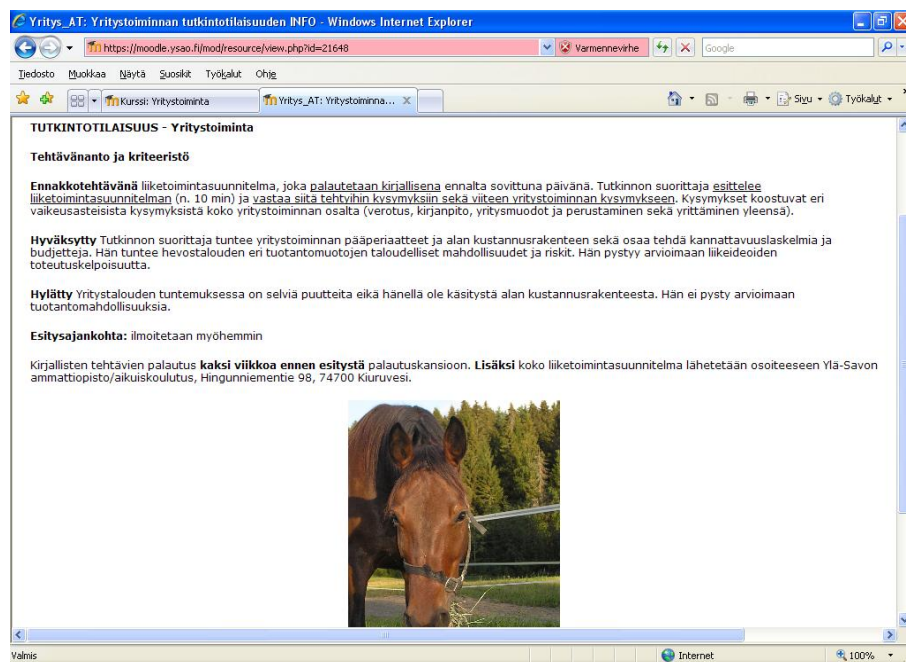 Yritys_AT: Yritystoiminnan tutkintotilaisuuden INFO - Windows Internet Explorer
https://moodle.ysao.fi/mod/resource/view.php?id=21648
Varmennevirhe
Google
Tiedosto Muokkaa Näytä Suosikit Työkalut Ohje
Kurssi: Yritystoiminta
Yritys_AT: Yritystoiminna...
Sivu
Työkalut
TUTKINTOTILAISUUS - Yritystoiminta
Tehtävänanto ja kriteeristö
Ennakkotehtävänä liiketoimintasuunnitelma, joka palautetaan kirjallisena ennalta sovittuna päivänä. Tutkinnon suorittaja esittelee
liiketoimintasuunnitelman (n. 10 min) ja vastaa siitä tehtvihin kysymyksiin sekä viiteen yritystoiminnan kysymykseen. Kysymykset koostuvat eri
vaikeusasteisista kysymyksistä koko yritystoiminnan osalta (verotus, kirjanpito, yritysmuodot ja perustaminen sekä yrittäminen yleensä).
Hyväksytty Tutkinnon suorittaja tuntee yritystoiminnan pääperiaatteet ja alan kustannusrakenteen sekä osaa tehdä kannattavuuslaskelmia ja
budjetteja. Hän tuntee hevostalouden eri tuotantomuotojen taloudelliset mahdollisuudet ja riskit. Hän pystyy arvioimaan liikeideoiden
toteutuskelpoisuutta.
Hylätty Yritystalouden tuntemuksessa on selviä puutteita eikä hänellä ole käsitystä alan kustannusrakenteesta. Hän ei pysty arvioimaan
tuotantomahdollisuuksia.
Esitysajankohta: ilmoitetaan myöhemmin
Kirjallisten tehtävien palautus kaksi viikkoa ennen esitystä palautuskansioon. Lisäksi koko liiketoimintasuunnitelma lähetetään osoiteeseen Ylä-Savon
ammattiopisto/aikuiskoulutus, Hingunniementie 98, 74700 Kiuruvesi.
Valmis
Internet
100%